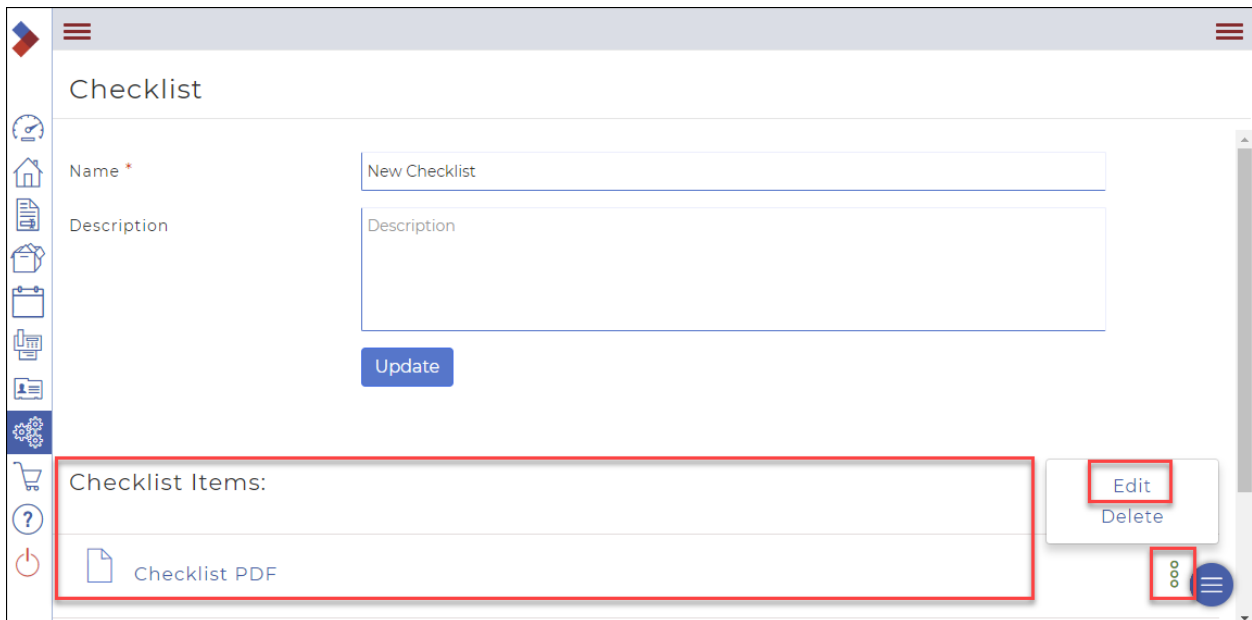 Checklist
Name *
New Checklist
Description
Description
Update
Checklist Items:
Edit
Delete
Checklist PDF
?